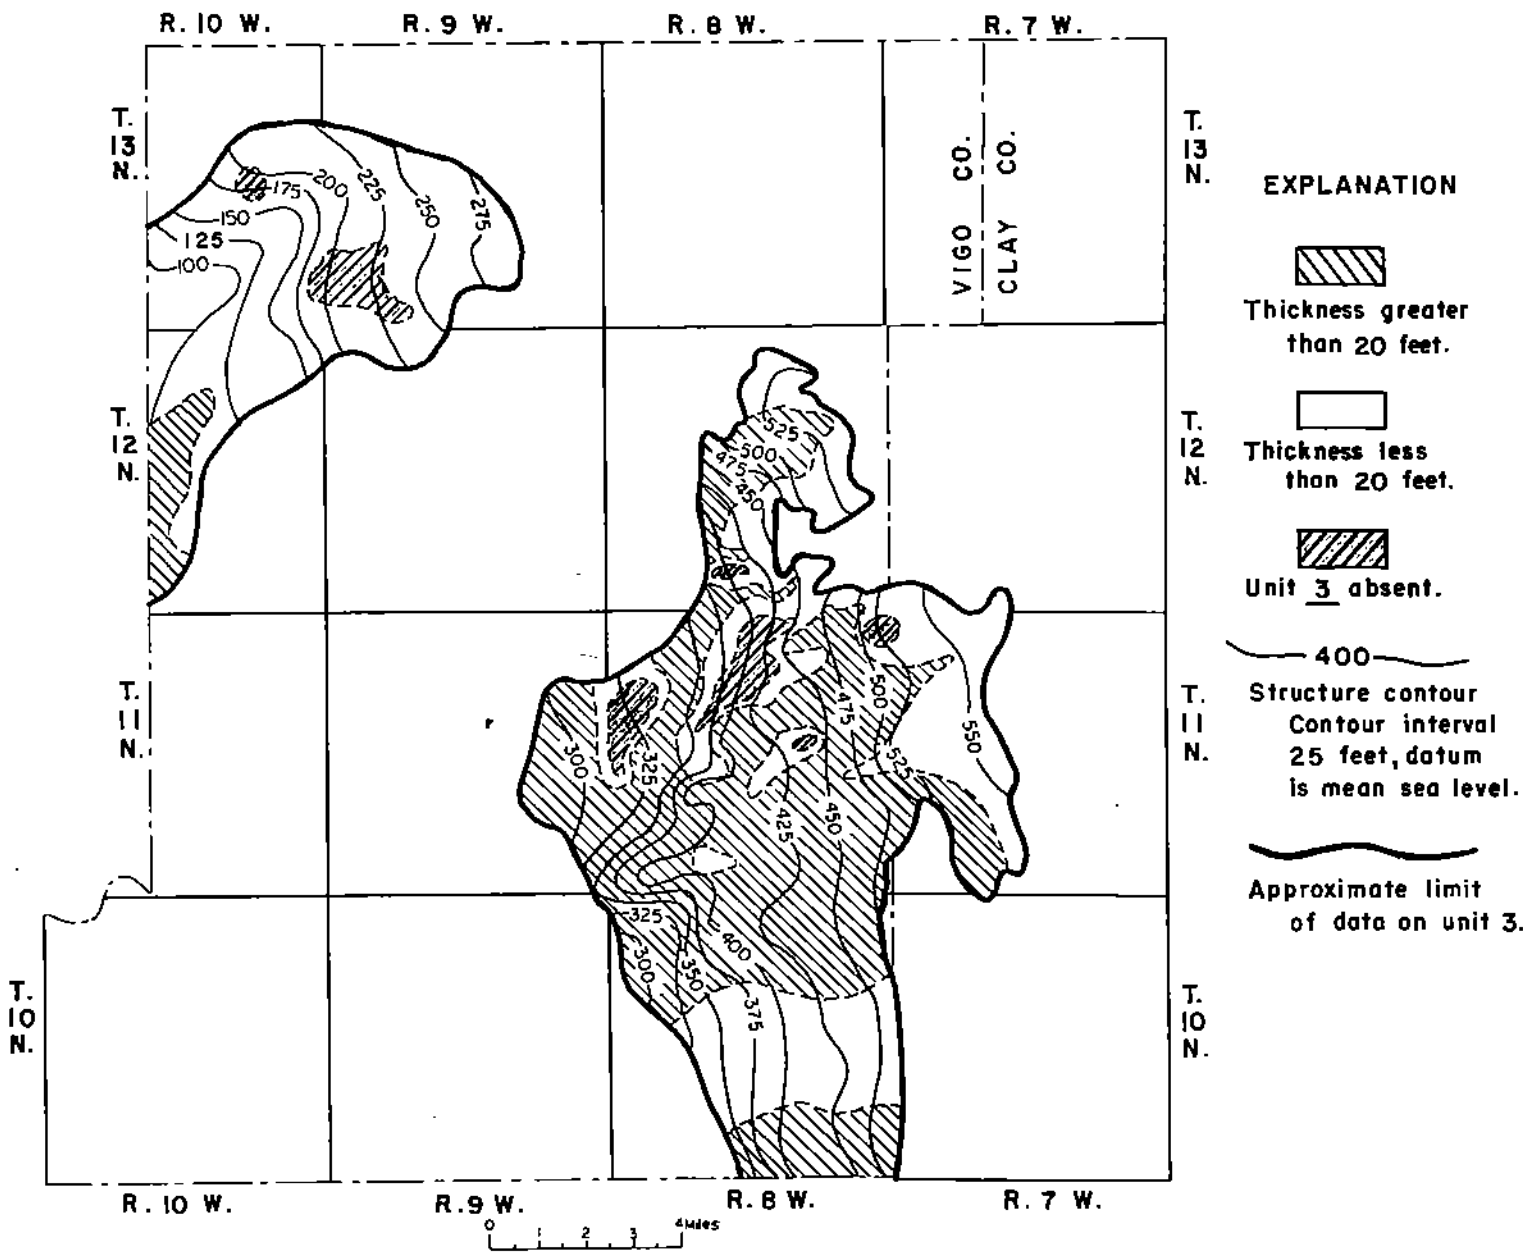 R. 10 W.
R. 9 W.
R. 8 W.
R. 7 W.
T.
13
N.
T.
13
N.
VIGO CO.
CLAY CO.
200
175
225
150
250
275
125
100
EXPLANATION
Thickness greater
than 20 feet.
Thickness less
than 20 feet.
Unit 3 absent.
400
Structure contour
Contour interval
25 feet, datum
is mean sea level.
Approximate limit
of data on unit 3.
T.
12
N.
T.
12
N.
525
500
475
450
T.
11
N.
T.
11
N.
500
475
550
300
325
525
425
450
325
400
300
350
375
T.
10
N.
T.
10
N.
R. 10 W.
R. 9 W.
R. 8 W.
R. 7 W.
0 1 2 3 4 Miles